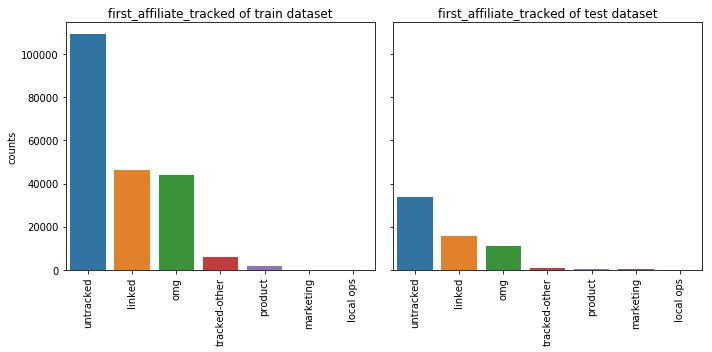 first_affiliate_tracked of train dataset
first_affiliate_tracked of test dataset
counts
100000
80000
60000
40000
20000
0
untracked
linked
omg
tracked-other
product
marketing
local ops
untracked
linked
omg
tracked-other
product
marketing
local ops